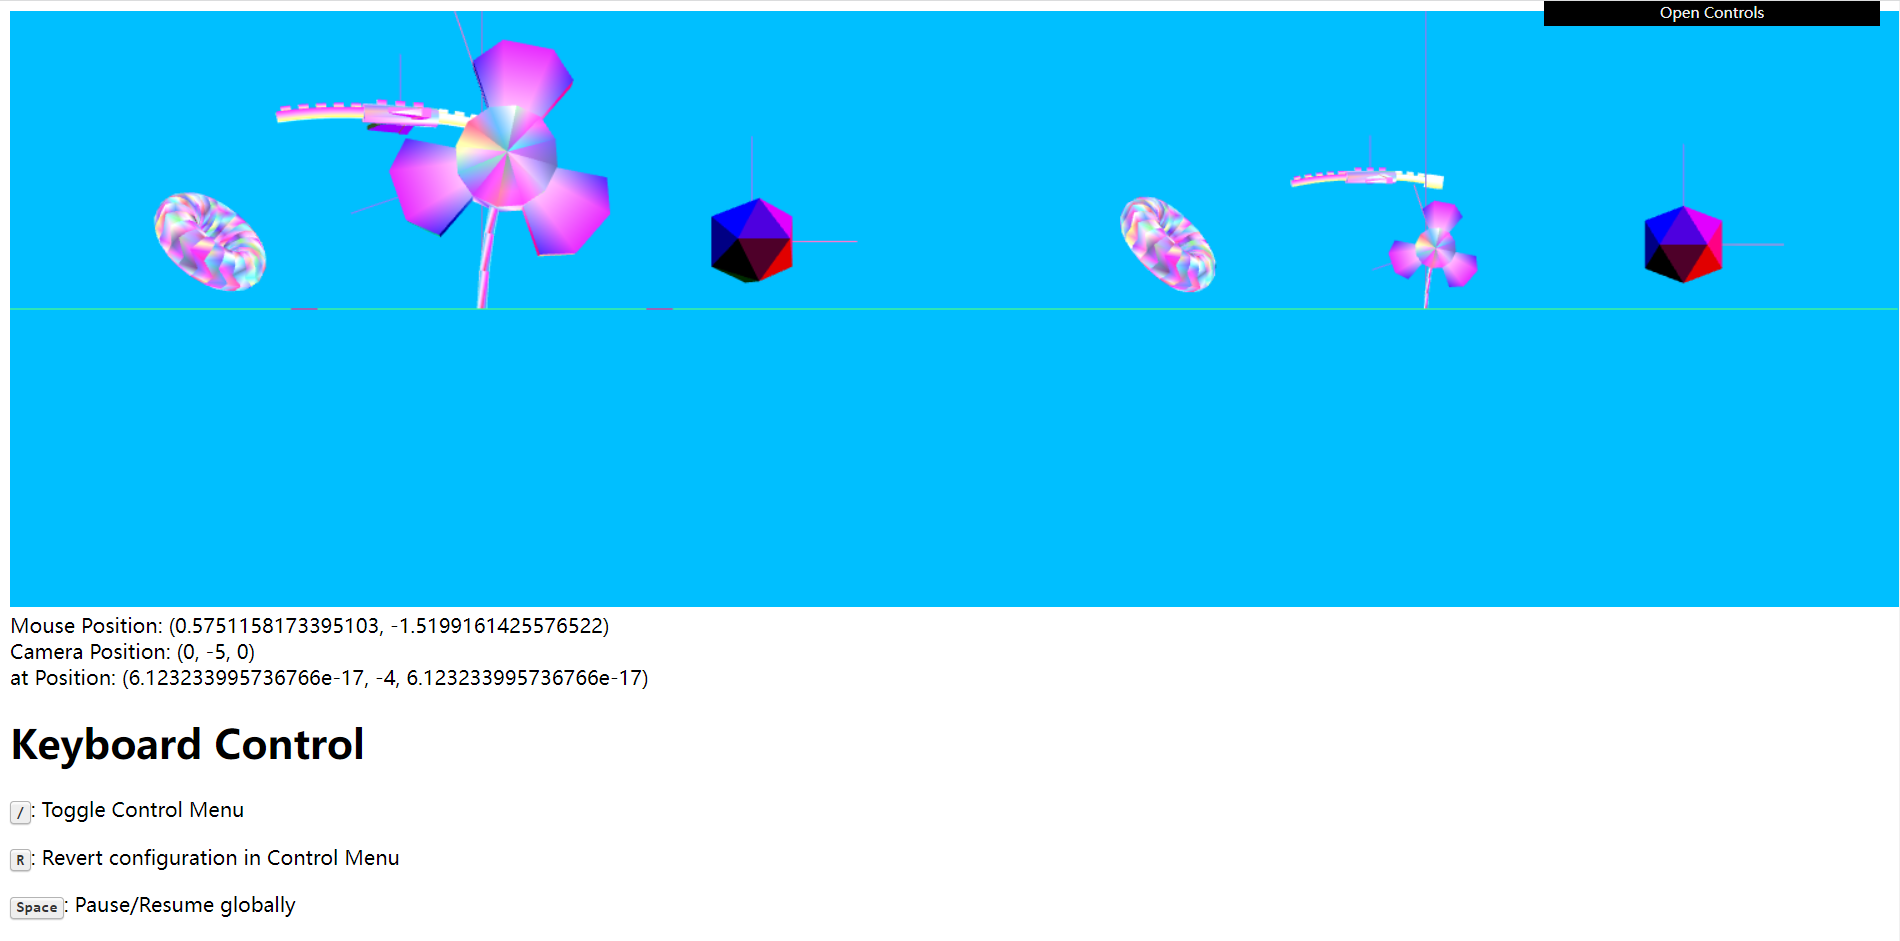 Open Controls
Mouse Position: (0.5751158173395103, -1.5199161425576522)
Camera Position: (0, -5, 0)
at Position: (6.123233995736766e-17, -4, 6.123233995736766e-17)
Keyboard Control
/: Toggle Control Menu
R: Revert configuration in Control Menu
Space: Pause/Resume globally